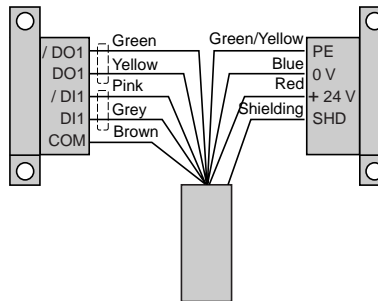 / DO1
DO1
/ DI1
DI1
COM
Green
Yellow
Pink
Grey
Brown
Green/Yellow
Blue
Red
Shielding
PE
0 V
+ 24 V
SHD